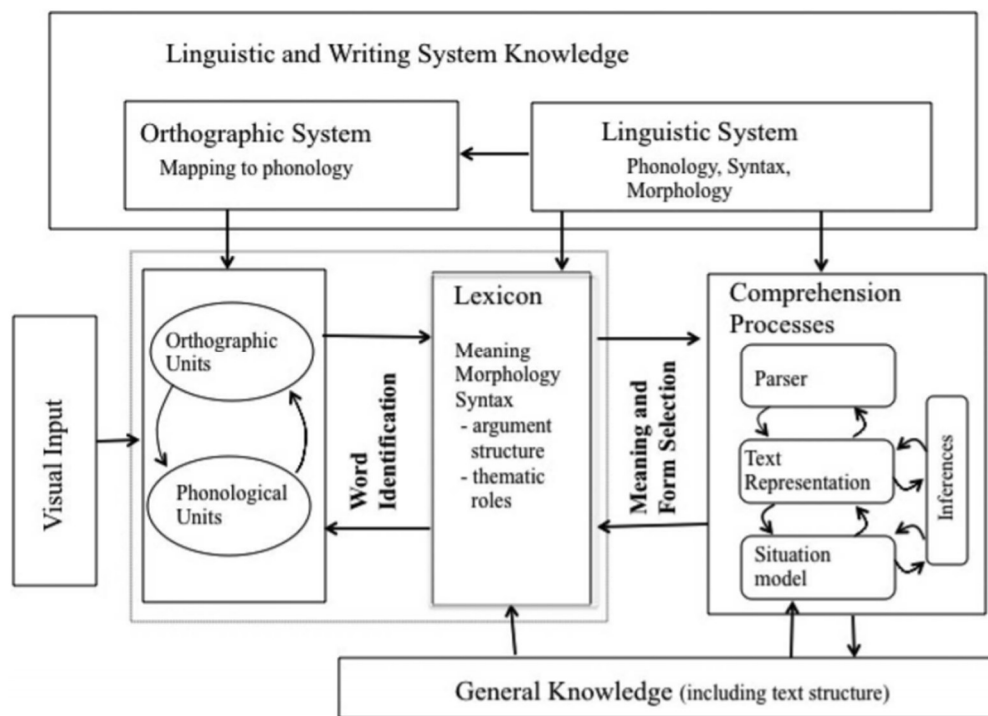 Linguistic and Writing System Knowledge
Orthographic System
Mapping to phonology
Linguistic System
Phonology, Syntax,
Morphology
Visual Input
Orthographic
Units
Phonological
Units
Word
Identification
Lexicon
Meaning
Morphology
Syntax
- argument
structure
- thematic
roles
Meaning and
Form Selection
Comprehension
Processes
Parser
Text
Representation
Situation
model
Inferences
General Knowledge (including text structure)